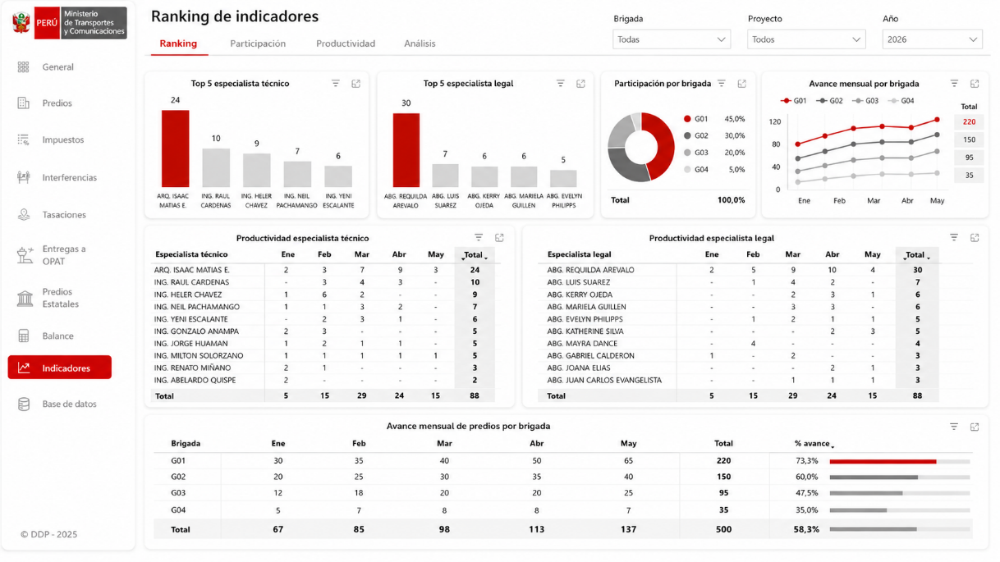 PERÚ
Ministerio
de Transportes
y Comunicaciones
Ranking de indicadores
Brigada
Proyecto
Año
Todas
Todos
2026
Ranking Participación Productividad Análisis
General
Predios
Impuestos
Interferencias
Tasaciones
Entregas a
OPAT
Predios
Estatales
Balance
Indicadores
Base de datos
© DDP - 2025
Top 5 especialista técnico
24
10
9
7
6
ARQ. ISAAC
MATIAS E.
ING. RAUL
CARDENAS
ING. HELER
CHAVEZ
ING. NEIL
PACHAMANGO
ING. YENI
ESCALANTE
Top 5 especialista legal
30
7
6
6
5
ABG. REQUILDA
AREVALO
ABG. LUIS
SUAREZ
ABG. KERRY
OJEDA
ABG. MARIELA
GUILLEN
ABG. EVELYN
PHILIPPS
Participación por brigada
G01 45,0%
G02 30,0%
G03 20,0%
G04 5,0%
Total 100,0%
Avance mensual por brigada
G01 G02 G03 G04
Total
220
150
95
35
120
80
40
0
Ene Feb Mar Abr May
Productividad especialista técnico
Especialista técnico Ene Feb Mar Abr May Total
ARQ. ISAAC MATIAS E. 2 3 7 9 3 24
ING. RAUL CARDENAS - 3 4 3 - 10
ING. HELER CHAVEZ 1 6 2 - - 9
ING. NEIL PACHAMANGO 1 1 3 2 - 7
ING. YENI ESCALANTE - 2 3 1 - 6
ING. GONZALO ANAMPA 2 3 - - - 5
ING. JORGE HUAMAN 1 2 1 1 - 5
ING. MILTON SOLORZANO 1 1 1 1 1 5
ING. RENATO MIÑANO 2 1 - - - 3
ING. ABELARDO QUISPE 2 - - - - 2
Total 5 15 29 24 15 88
Productividad especialista legal
Especialista legal Ene Feb Mar Abr May Total
ABG. REQUILDA AREVALO 2 5 9 10 4 30
ABG. LUIS SUAREZ - 1 4 2 - 7
ABG. KERRY OJEDA - - 2 3 1 6
ABG. MARIELA GUILLEN - - 3 3 - 6
ABG. EVELYN PHILIPPS - 1 2 1 1 5
ABG. KATHERINE SILVA - - - 2 3 5
ABG. MAYRA DANCE - 4 - - - 4
ABG. GABRIEL CALDERON 1 - 2 - - 3
ABG. JOANA ELIAS - - - 2 1 3
ABG. JUAN CARLOS EVANGELISTA - - 1 1 1 3
Total 5 15 29 24 15 88
Avance mensual de predios por brigada
Brigada Ene Feb Mar Abr May Total % avance
G01 30 35 40 50 65 220 73,3%
G02 20 25 30 35 40 150 60,0%
G03 12 18 20 20 25 95 47,5%
G04 5 7 8 8 7 35 35,0%
Total 67 85 98 113 137 500 58,3%